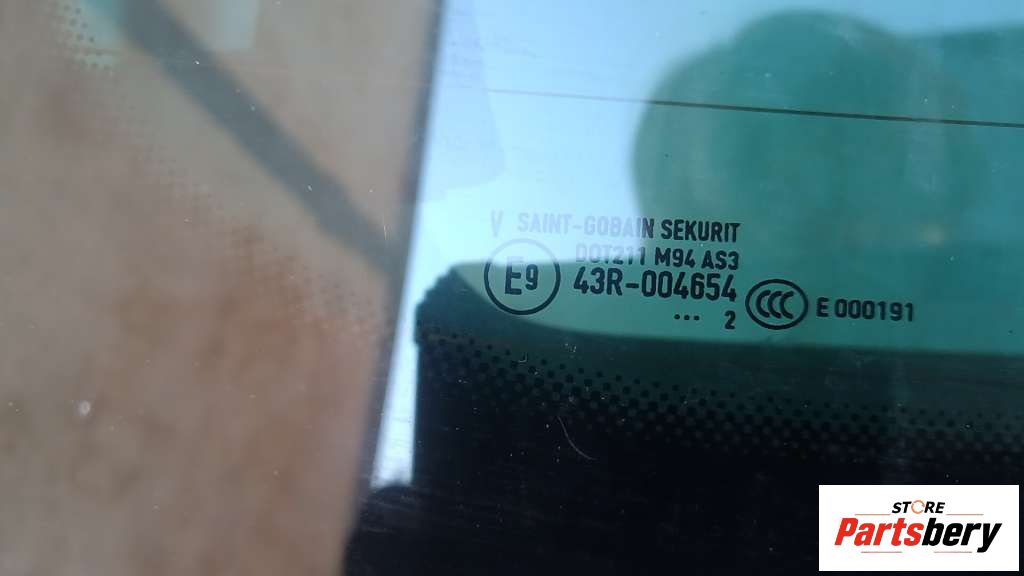 V SAINT-GOBAIN SEKURIT
DOT211 M94 AS3
E9 43R-004654 CCC E 000191
... 2
STORE
Partsbery